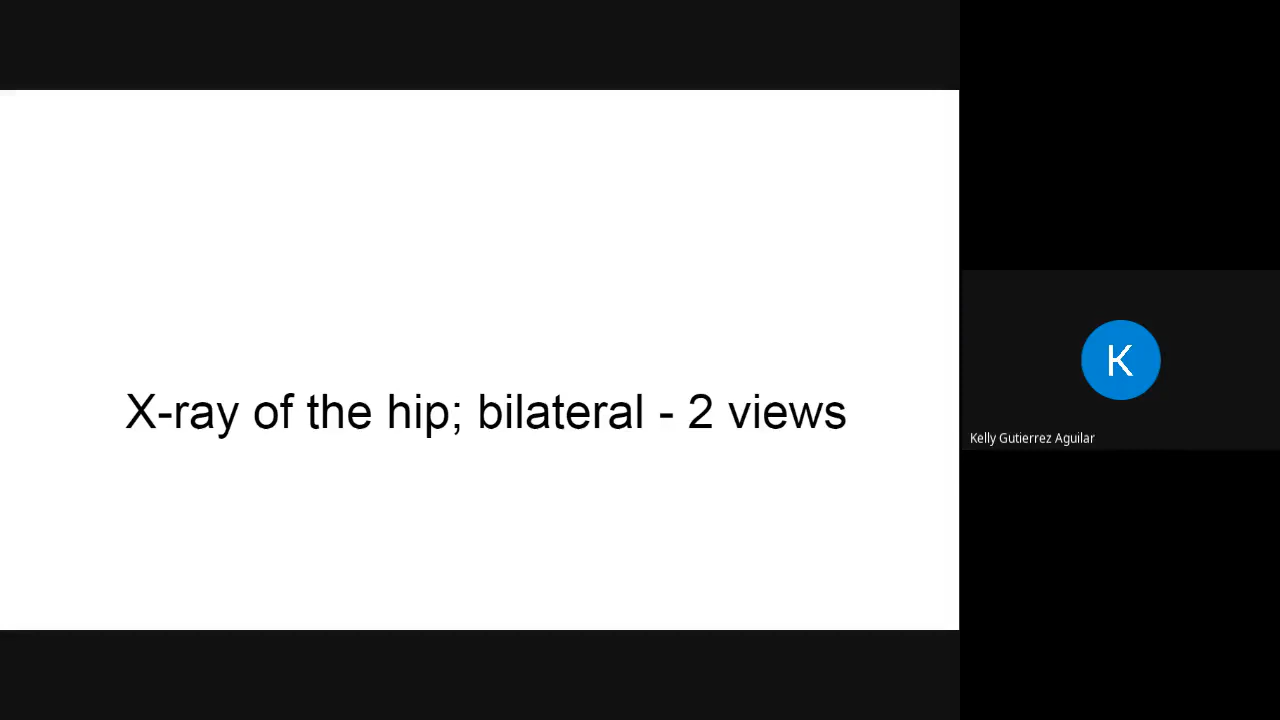 X-ray of the hip; bilateral - 2 views
K
Kelly Gutierrez Aguilar